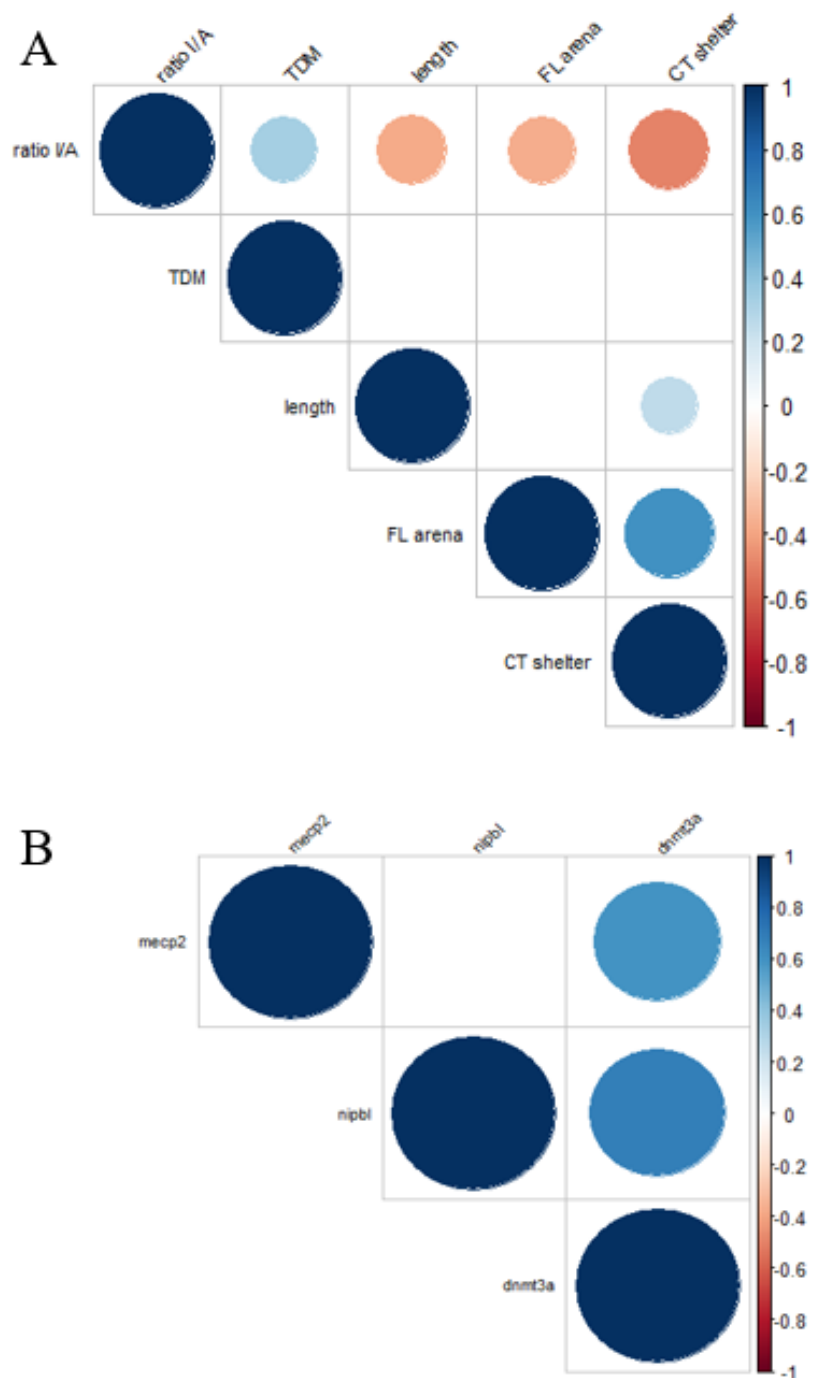 A
ratio I/A TDM length FL arena CT shelter
1
ratio I/A
0.8
0.6
TDM
0.4
0.2
length
0
-0.2
FL arena
-0.4
-0.6
CT shelter
-0.8
-1
B
mecp2 nipbl dnmt3a
1
mecp2
0.8
0.6
0.4
0.2
nipbl
0
-0.2
-0.4
dnmt3a
-0.6
-0.8
-1